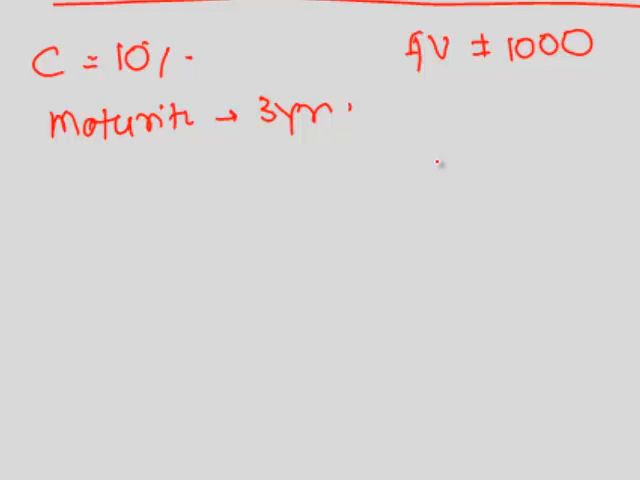 C = 10%.
FV = 1000
Maturity → 3yr.